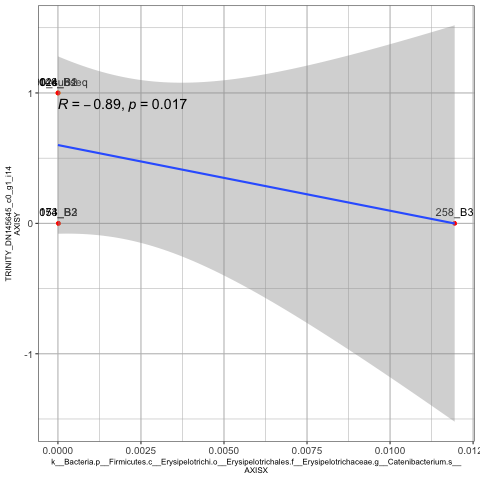 1
0
-1
R = −0.89, p = 0.017
258_B3
0.0000 0.0025 0.0050 0.0075 0.0100 0.012
k__Bacteria.p__Firmicutes.c__Erysipelotrichi.o__Erysipelotrichales.f__Erysipelotrichaceae.g__Catenibacterium.s__
AXISX
TRINITY_DN145645_c0_g1_i14
AXISY